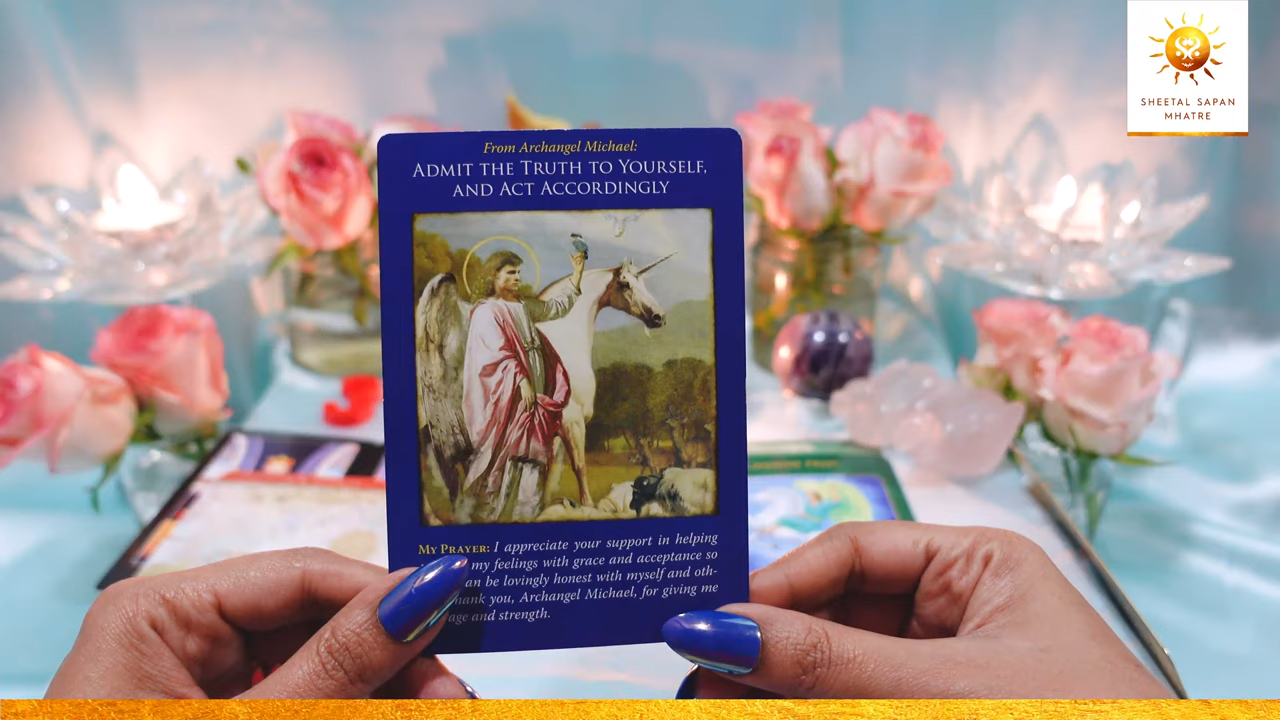 From Archangel Michael:
ADMIT THE TRUTH TO YOURSELF,
AND ACT ACCORDINGLY
MY PRAYER: I appreciate your support in helping
my feelings with grace and acceptance so
an be lovingly honest with myself and oth-
hank you, Archangel Michael, for giving me
age and strength.
SHEETAL SAPAN
MHATRE